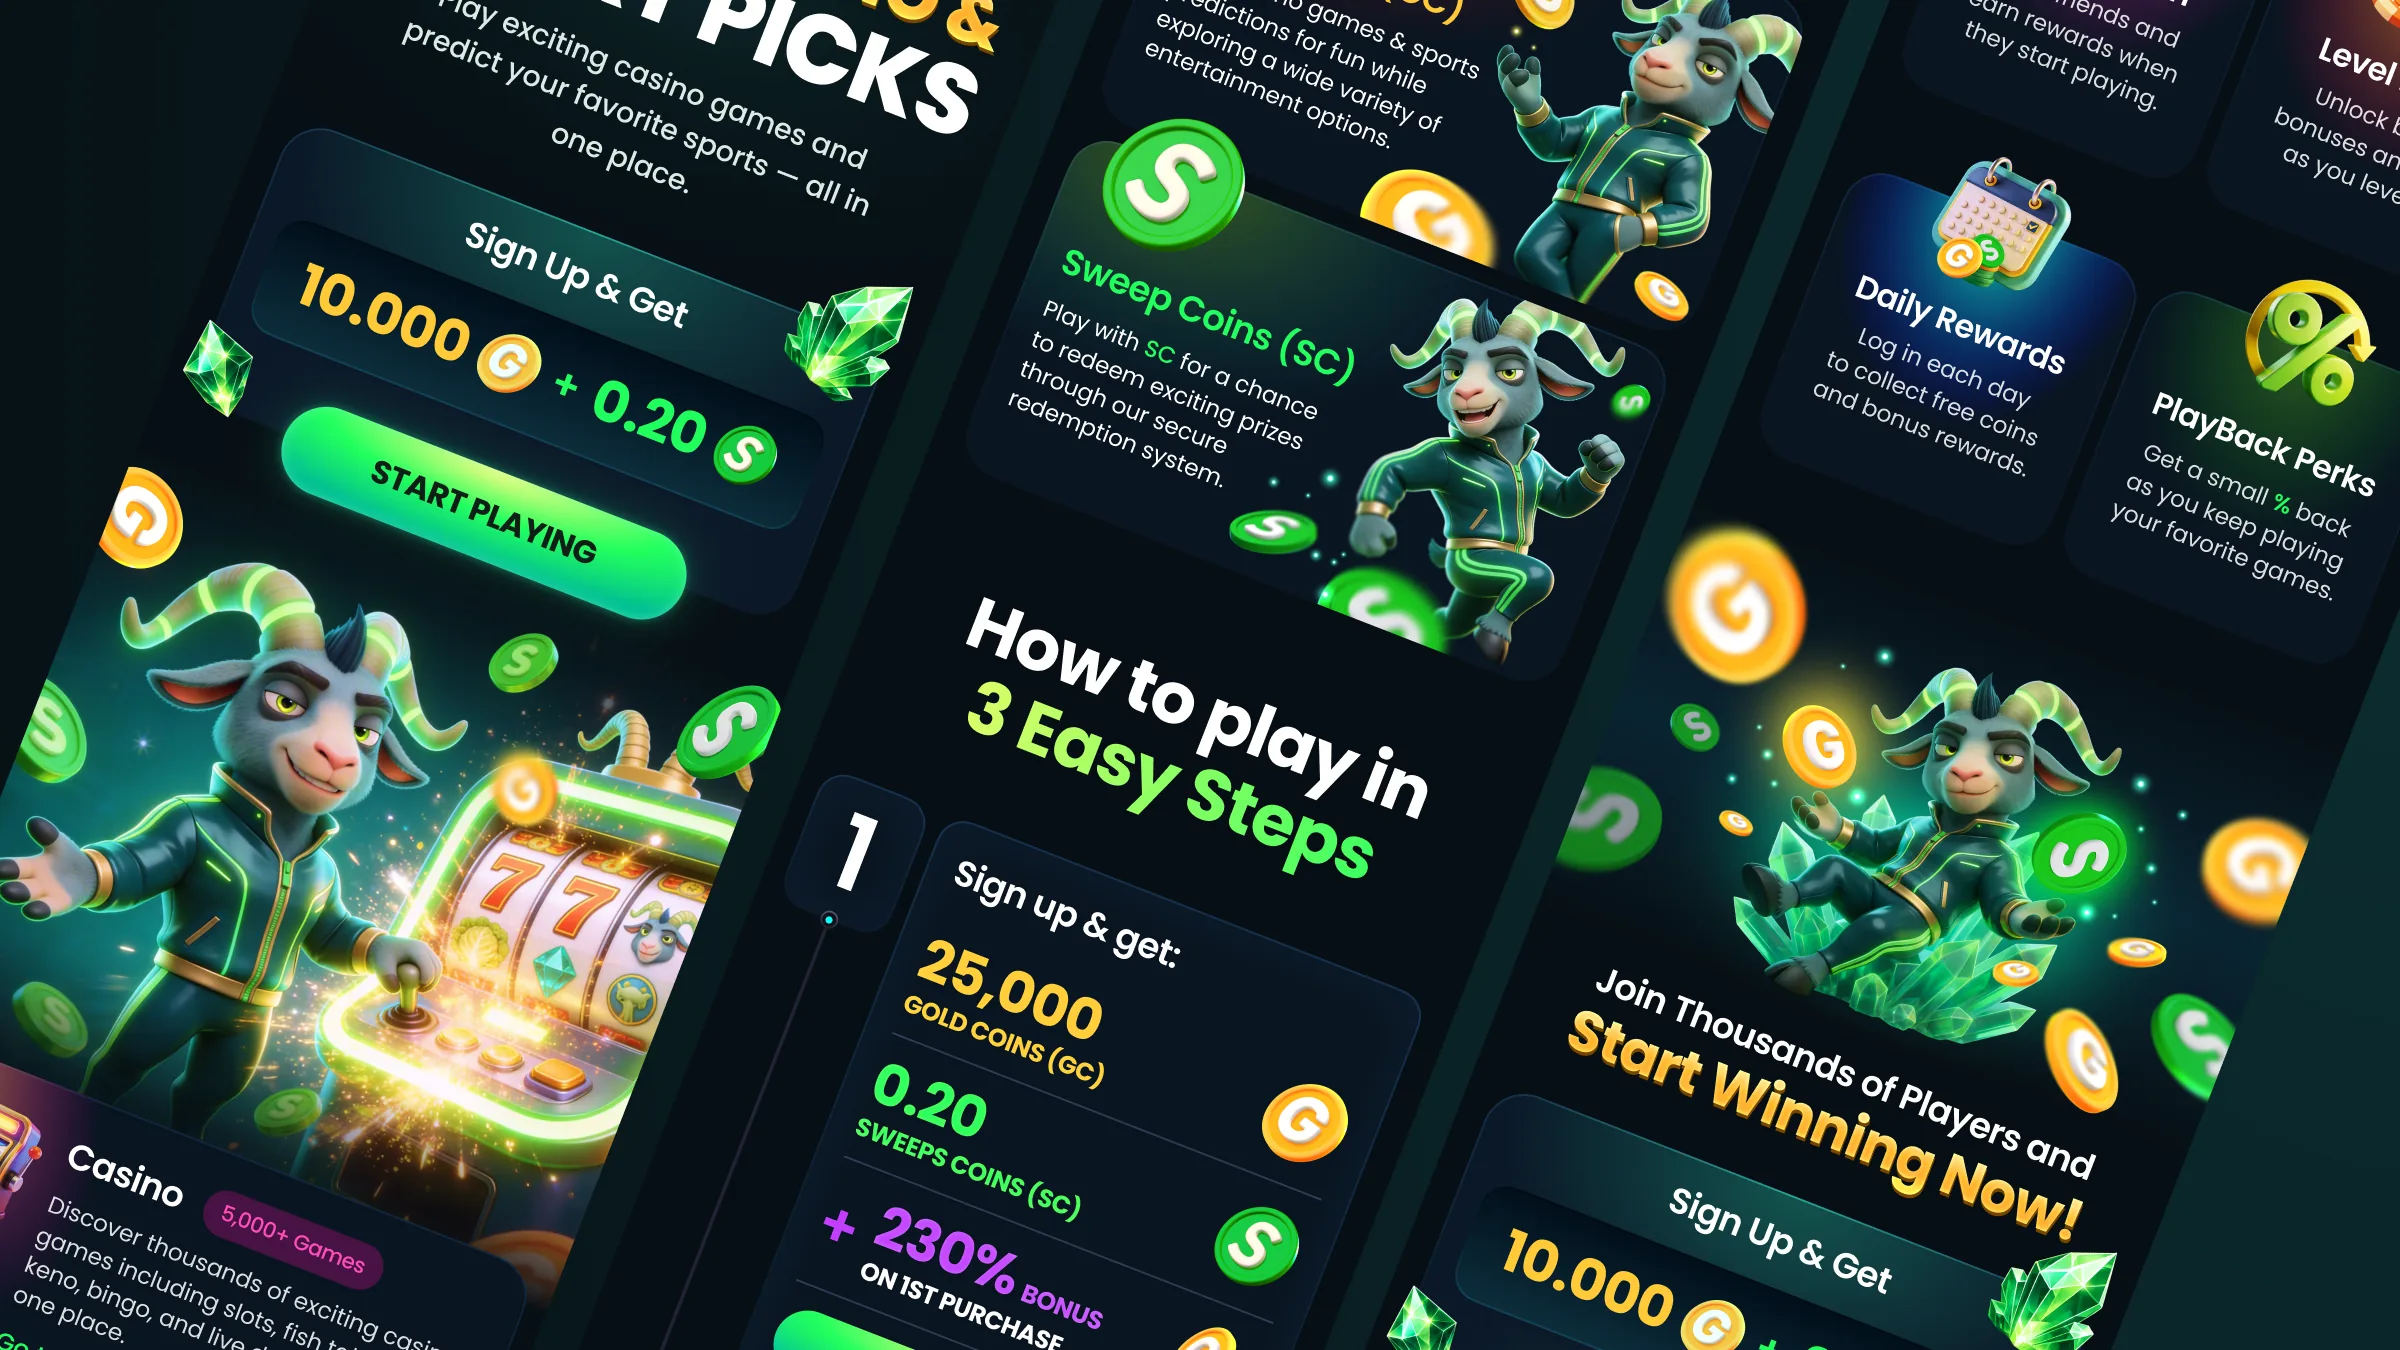 &
PICKS
Play exciting casino games and
predict your favorite sports – all in
one place.
Sign Up & Get
10.000 G + 0.20 S
START PLAYING
Casino
5,000+ Games
Discover thousands of exciting
games including slots, fish
keno, bingo, and live
one place.
games & sports
predictions for fun while
exploring a wide variety of
entertainment options.
Sweep Coins (SC)
Play with SC for a chance
to redeem exciting prizes
through our secure
redemption system.
How to play in
3 Easy Steps
1
Sign up & get:
25,000
GOLD COINS (GC)
0.20
SWEEPS COINS (SC)
+ 230% BONUS
ON 1ST PURCHASE
friends and
earn rewards when
they start playing.
Level
Unlock
bonuses
as you
Daily Rewards
Log in each day
to collect free coins
and bonus rewards.
PlayBack Perks
Get a small % back
as you keep playing
your favorite games.
Join Thousands of Players and
Start Winning Now!
Sign Up & Get
10.000 G +